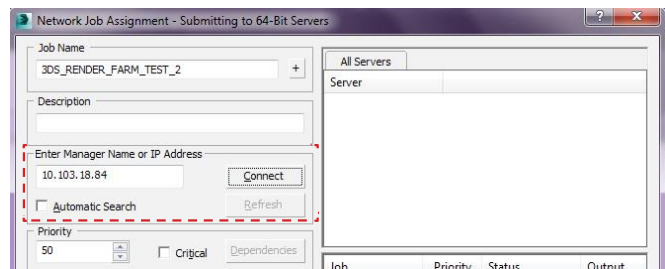 Network Job Assignment - Submitting to 64-Bit Servers
Job Name
3DS_RENDER_FARM_TEST_2
+
Description
Enter Manager Name or IP Address
10.103.18.84
Connect
Automatic Search
Refresh
Priority
50
Critical
Dependencies
All Servers
Server
Job Priority Status Output